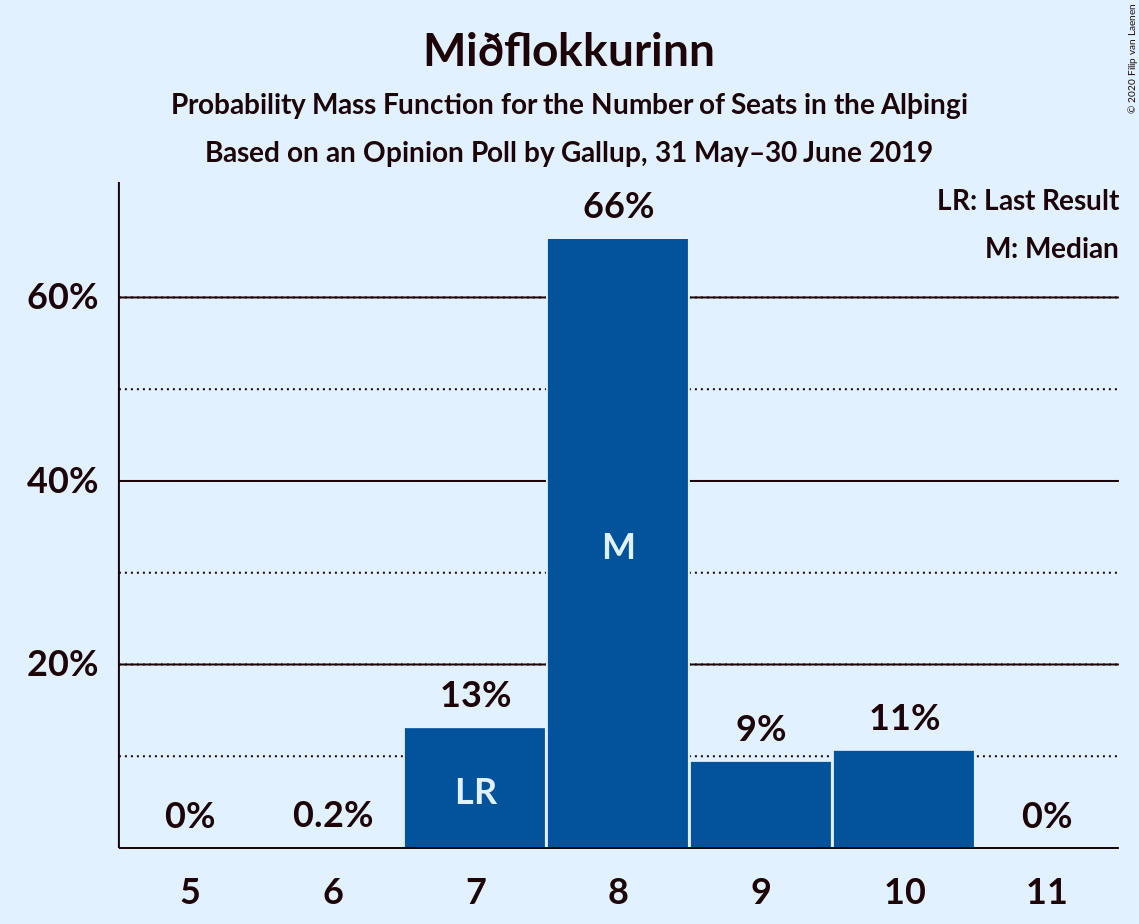 Miðflokkurinn
Probability Mass Function for the Number of Seats in the Alþingi
Based on an Opinion Poll by Gallup, 31 May–30 June 2019
© 2020 Filip van Laenen
LR: Last Result
M: Median
60%
40%
20%
0%
0.2%
13%
66%
9%
11%
0%
LR
M
5
6
7
8
9
10
11